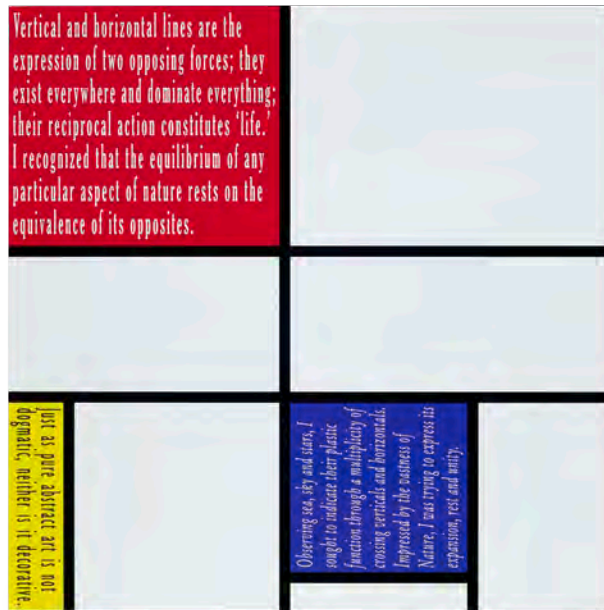 Vertical and horizontal lines are the
expression of two opposing forces; they
exist everywhere and dominate everything;
their reciprocal action constitutes ‘life.’
I recognized that the equilibrium of any
particular aspect of nature rests on the
equivalence of its opposites.
Just as pure abstract art is not
dogmatic, neither is it decorative.
Observing sea, sky and stars, I
sought to indicate their plastic
function through a multiplicity of
crossing verticals and horizontals.
Impressed by the vastness of
Nature, I was trying to express its
expansion, rest and unity.